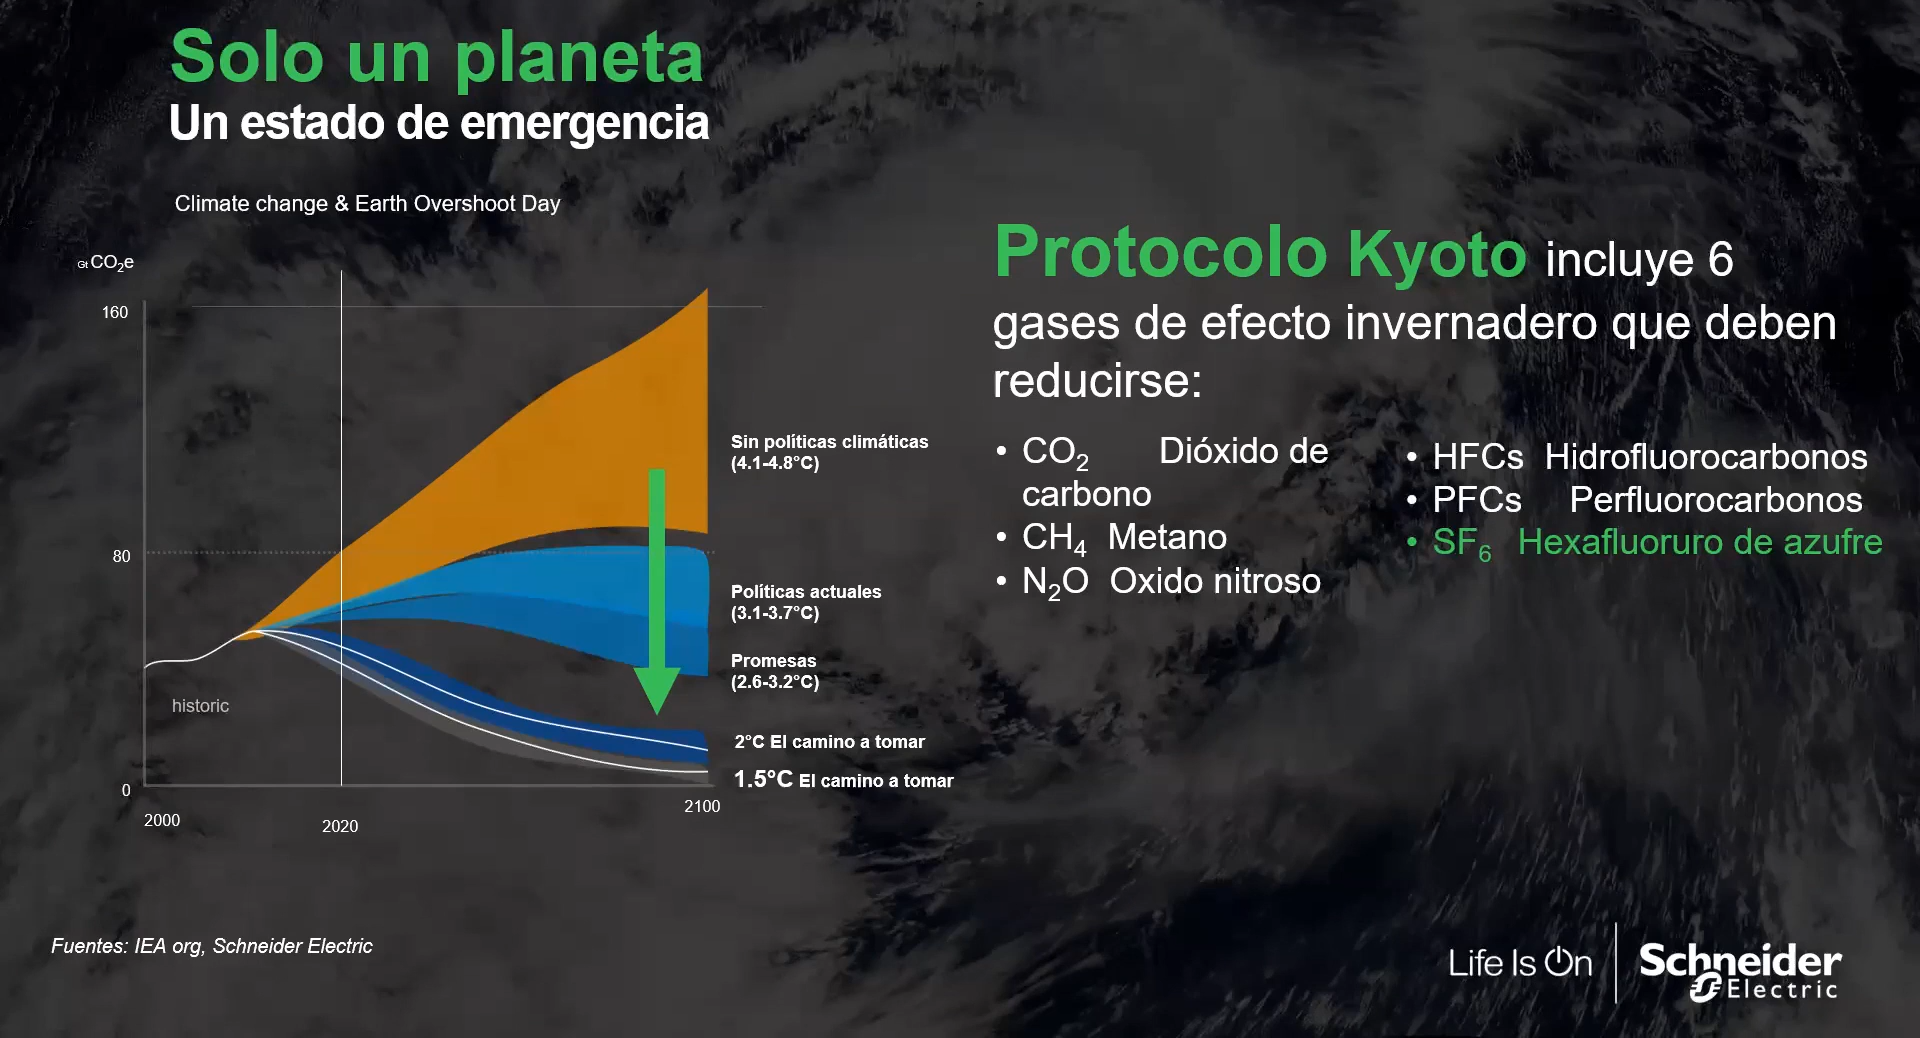 Solo un planeta
Un estado de emergencia
Climate change & Earth Overshoot Day
Gt CO₂e
160
80
0
historic
2000
2020
2100
Sin políticas climáticas
(4.1-4.8°C)
Políticas actuales
(3.1-3.7°C)
Promesas
(2.6-3.2°C)
2°C El camino a tomar
1.5°C El camino a tomar
Fuentes: IEA org, Schneider Electric
Protocolo Kyoto incluye 6
gases de efecto invernadero que deben
reducirse:
• CO₂ Dióxido de
carbono
• CH₄ Metano
• N₂O Oxido nitroso
• HFCs Hidrofluorocarbonos
• PFCs Perfluorocarbonos
• SF₆ Hexafluoruro de azufre
Life Is On
Schneider
Electric